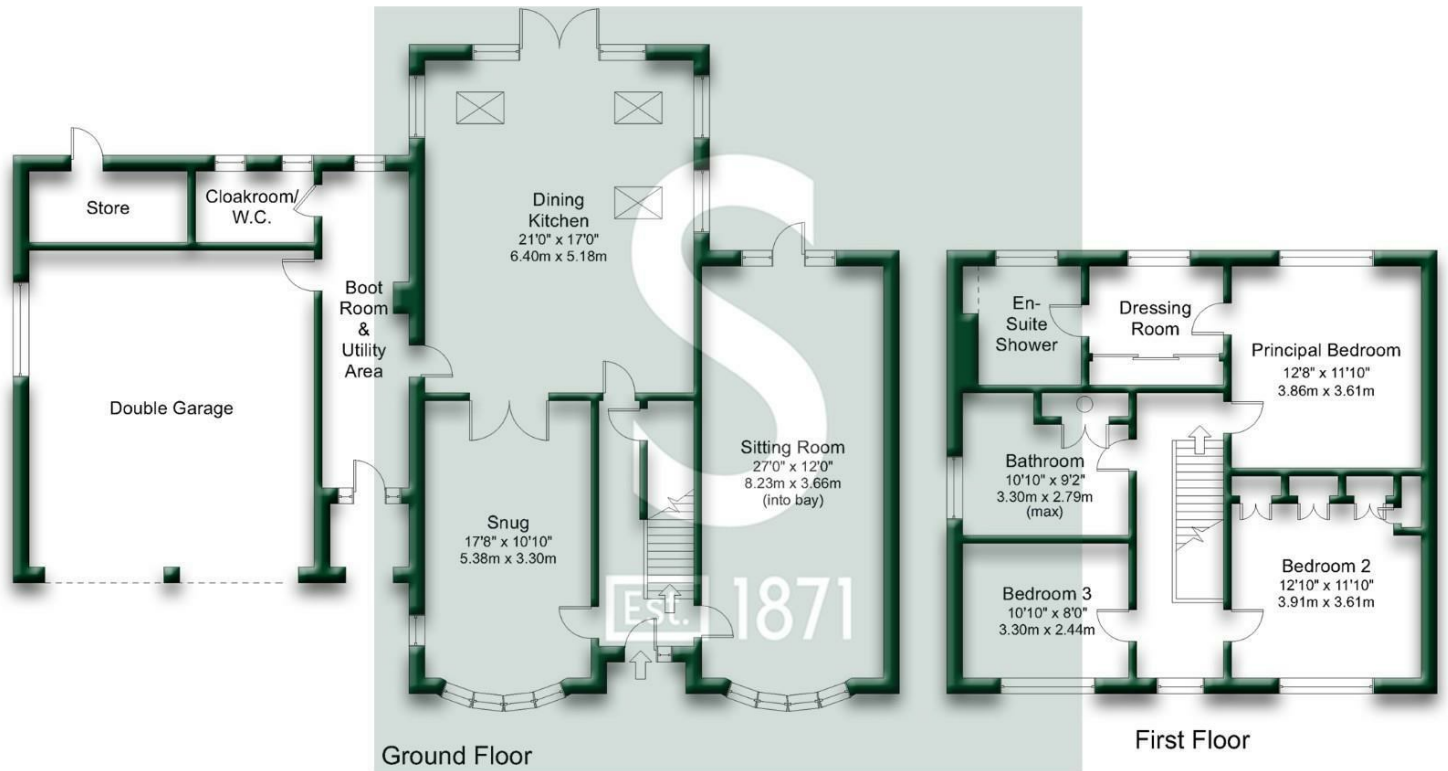 Store
Cloakroom/
W.C.
Boot
Room
&
Utility
Area
Double Garage
Dining
Kitchen
21'0" x 17'0"
6.40m x 5.18m
Snug
17'8" x 10'10"
5.38m x 3.30m
Sitting Room
27'0" x 12'0"
8.23m x 3.66m
(into bay)
S
Est. 1871
Ground Floor
En-
Suite
Shower
Dressing
Room
Principal Bedroom
12'8" x 11'10"
3.86m x 3.61m
Bathroom
10'10" x 9'2"
3.30m x 2.79m
(max)
Bedroom 3
10'10" x 8'0"
3.30m x 2.44m
Bedroom 2
12'10" x 11'10"
3.91m x 3.61m
First Floor